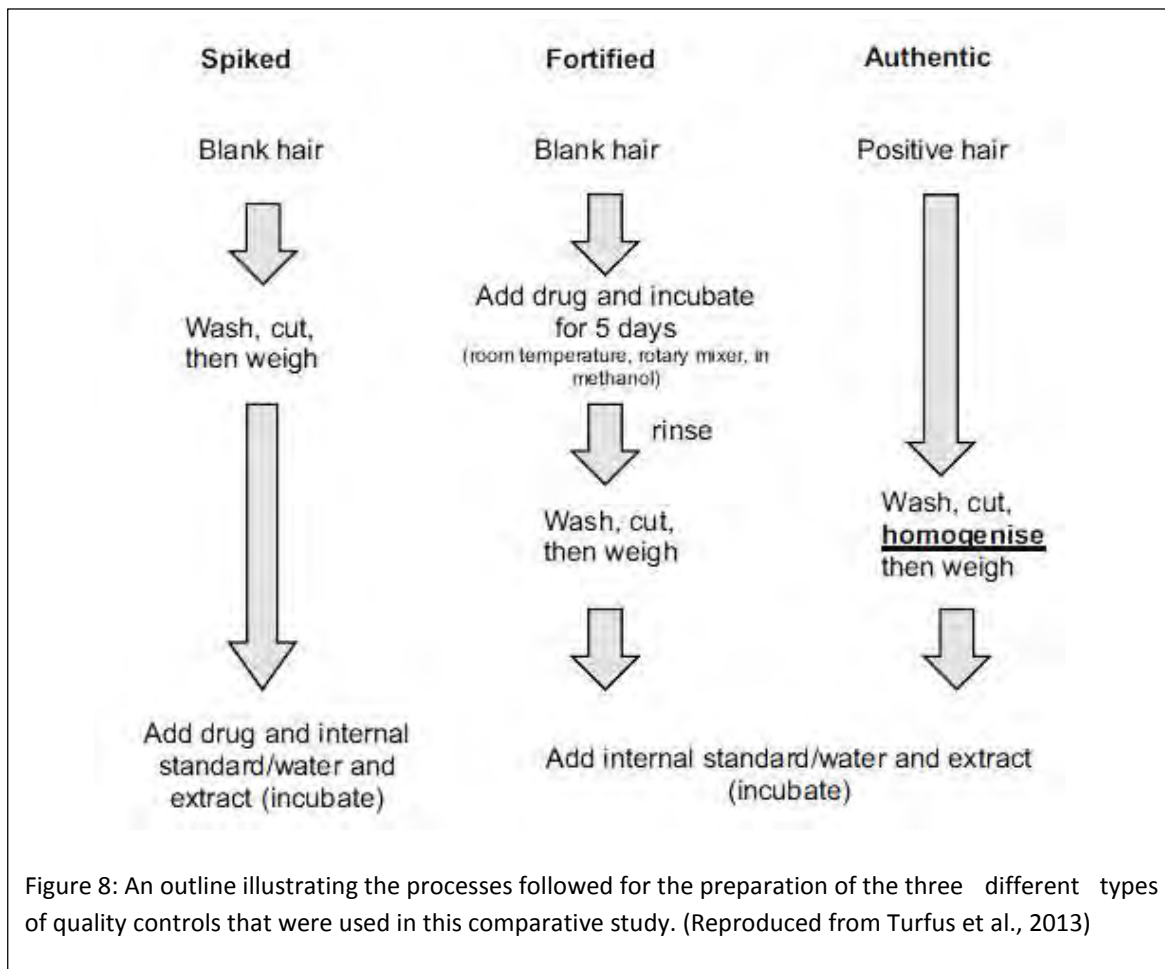 Spiked
Fortified
Authentic
Blank hair
Blank hair
Positive hair
Add drug and incubate
for 5 days
(room temperature, rotary mixer, in
methanol)
rinse
Wash, cut,
then weigh
Wash, cut,
then weigh
Wash, cut,
homogenise
then weigh
Add drug and internal
standard/water and
extract (incubate)
Add internal standard/water and extract
(incubate)
Figure 8: An outline illustrating the processes followed for the preparation of the three different types
of quality controls that were used in this comparative study. (Reproduced from Turfus et al., 2013)